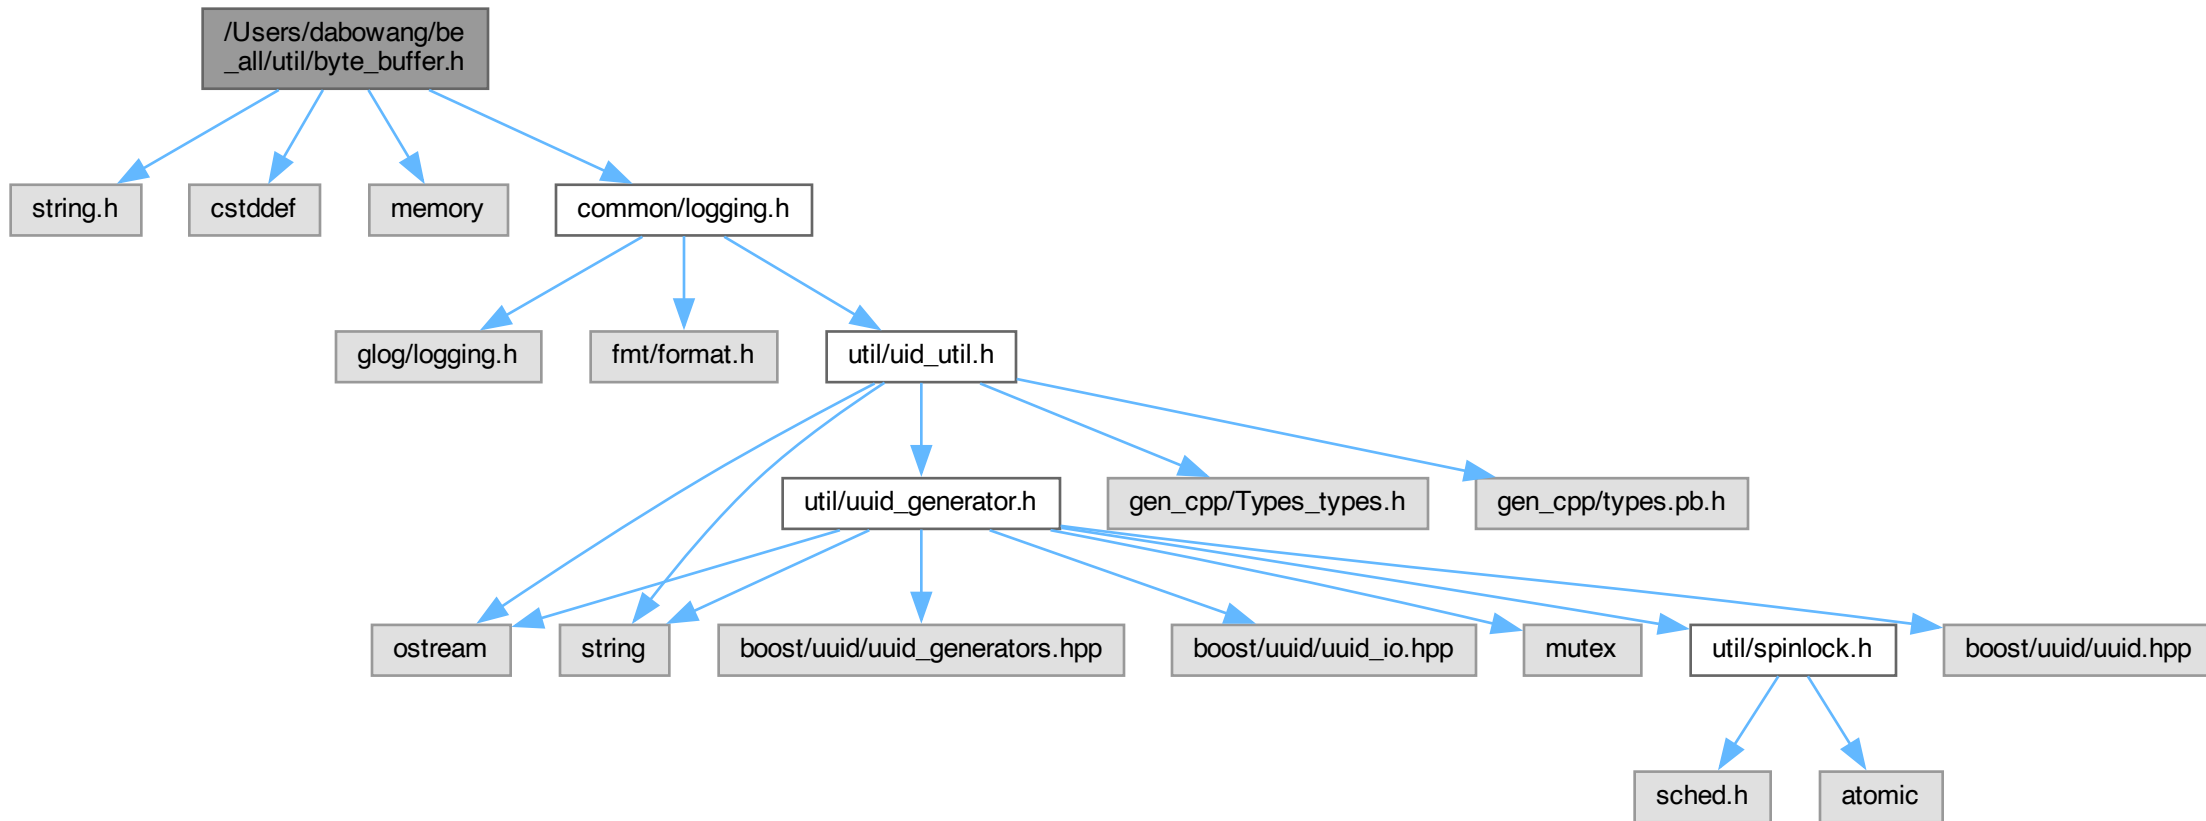 /Users/dabowang/be
_all/util/byte_buffer.h
string.h
cstddef
memory
common/logging.h
glog/logging.h
fmt/format.h
util/uid_util.h
util/uuid_generator.h
gen_cpp/Types_types.h
gen_cpp/types.pb.h
ostream
string
boost/uuid/uuid_generators.hpp
boost/uuid/uuid_io.hpp
mutex
util/spinlock.h
boost/uuid/uuid.hpp
sched.h
atomic